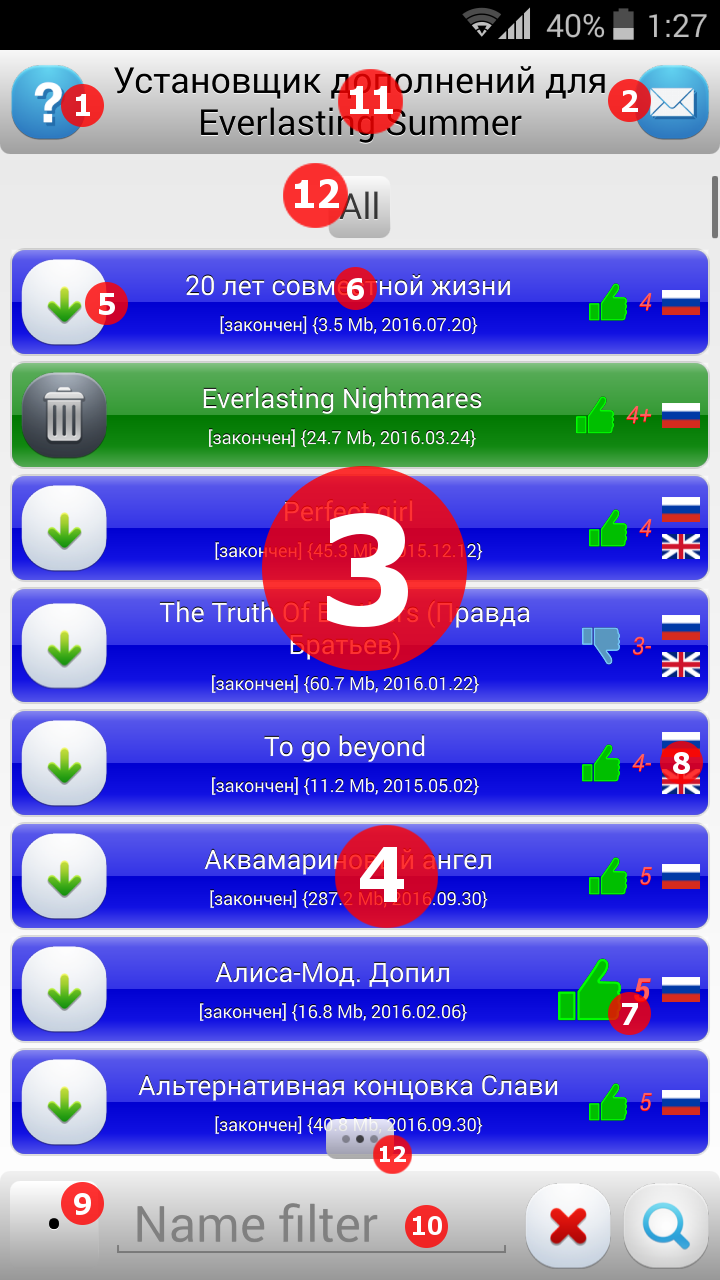 40% 1:27
1 Установщик дополнений для 11 2
Everlasting Summer
12 All
20 лет совместной жизни 6
5 [закончен] {3.5 Mb, 2016.07.20} 4
Everlasting Nightmares
[закончен] {24.7 Mb, 2016.03.24} 4+
Perfect girl
3
[закончен] {45.3 Mb, 2015.12.12} 4
The Truth Of (Правда
Братьев) 3-
[закончен] {60.7 Mb, 2016.01.22}
To go beyond
[закончен] {11.2 Mb, 2015.05.02} 4- 8
Аквамариновый ангел
4
[закончен] {287.2 Mb, 2016.09.30} 5
Алиса-Мод. Допил
[закончен] {16.8 Mb, 2016.02.06} 5 7
Альтернативная концовка Слави
[закончен] {40.8 Mb, 2016.09.30} 5
12
9 . Name filter 10